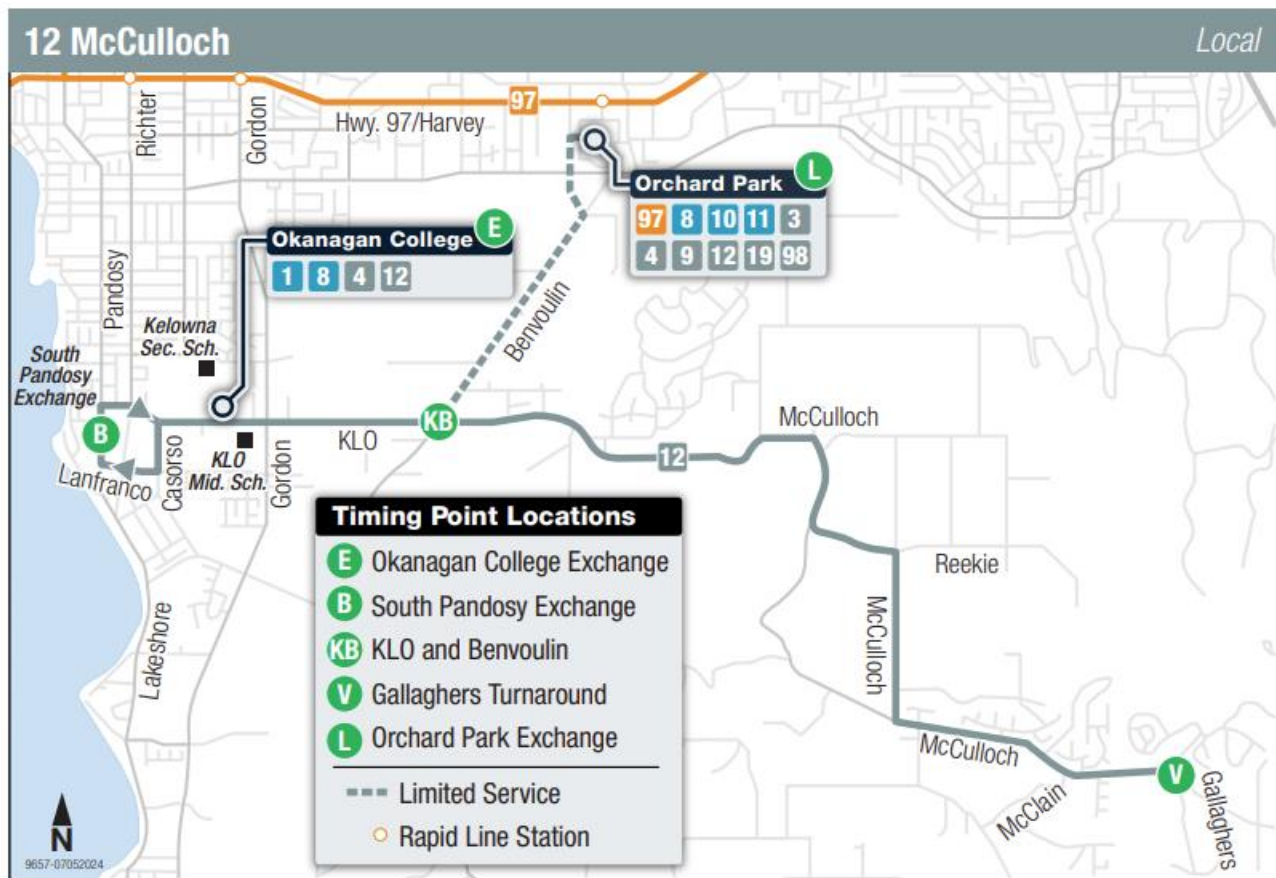 12 McCulloch
Local
97
Hwy. 97/Harvey
Richter
Gordon
Orchard Park
L
97 8 10 11 3
4 9 12 19 98
Okanagan College
E
1 8 4 12
Pandosy
Benvoulin
Kelowna
Sec. Sch.
South
Pandosy
Exchange
B
KB
McCulloch
KLO
12
KLO
Mid. Sch.
Casorso
Gordon
Lanfranco
Lakeshore
Reekie
McCulloch
McCulloch
McClain
V
Gallaghers
Timing Point Locations
E Okanagan College Exchange
B South Pandosy Exchange
KB KLO and Benvoulin
V Gallaghers Turnaround
L Orchard Park Exchange
Limited Service
Rapid Line Station
N
9657-07052024